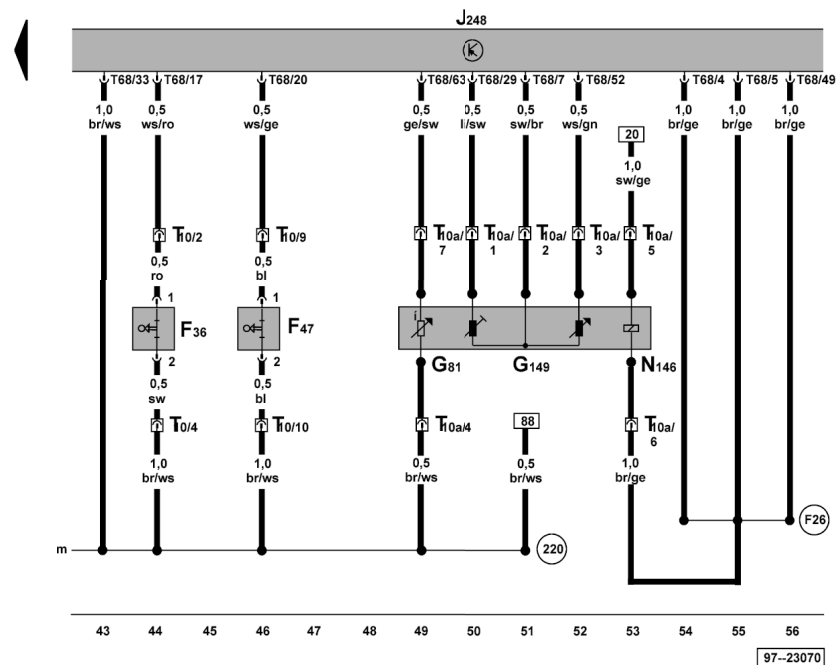 J248
T68/33 T68/17 T68/20 T68/63 T68/29 T68/7 T68/52 T68/4 T68/5 T68/49
1,0 0,5 0,5 0,5 0,5 0,5 0,5 1,0 1,0 1,0
br/ws ws/ro ws/ge ge/sw li/sw sw/br ws/gn br/ge br/ge br/ge
20
1,0
sw/ge
T10/2 T10/9 T10a/7 T10a/1 T10a/2 T10a/3 T10a/5
0,5 0,5
ro bl
1 1
F36 F47
2 2
G81 G149 N146
0,5 0,5
sw bl
T10/4 T10/10 T10a/4 88 T10a/6
1,0 1,0 0,5 0,5 1,0
br/ws br/ws br/ws br/ws br/ge
F26
m 220
43 44 45 46 47 48 49 50 51 52 53 54 55 56
97--23070